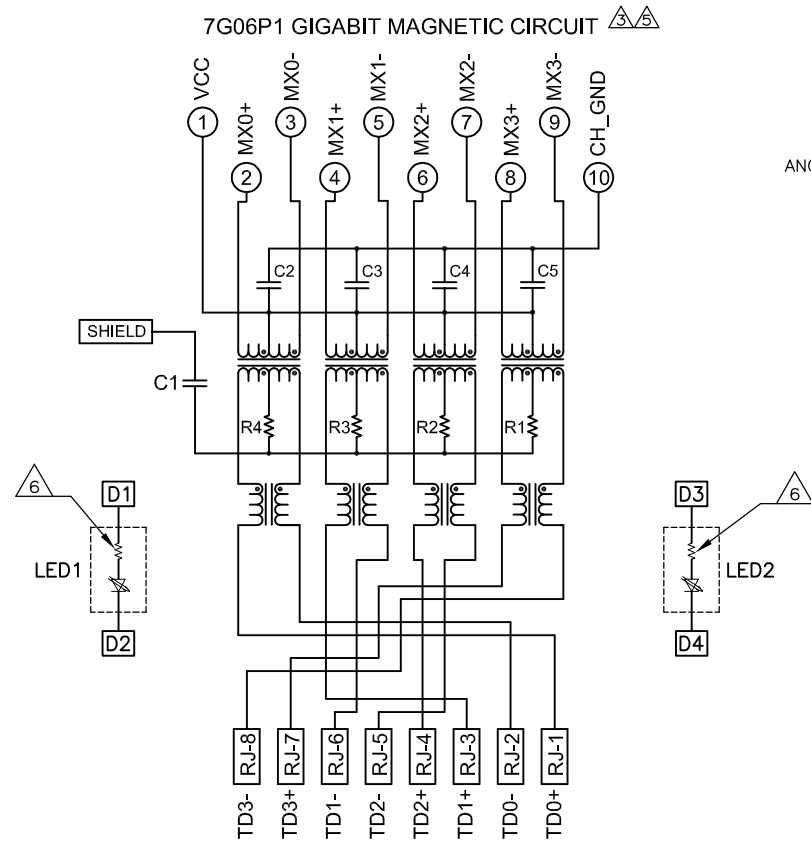 7G06P1 GIGABIT MAGNETIC CIRCUIT 3 5
VCC
MX0+
MX0-
MX1+
MX1-
MX2+
MX2-
MX3+
MX3-
CH_GND
1
2
3
4
5
6
7
8
9
10
C2
C3
C4
C5
SHIELD
C1
R4
R3
R2
R1
6
D1
LED1
D2
D3
6
LED2
D4
RJ-8
RJ-7
RJ-6
RJ-5
RJ-4
RJ-3
RJ-2
RJ-1
TD3-
TD3+
TD1-
TD2-
TD2+
TD1+
TD0-
TD0+